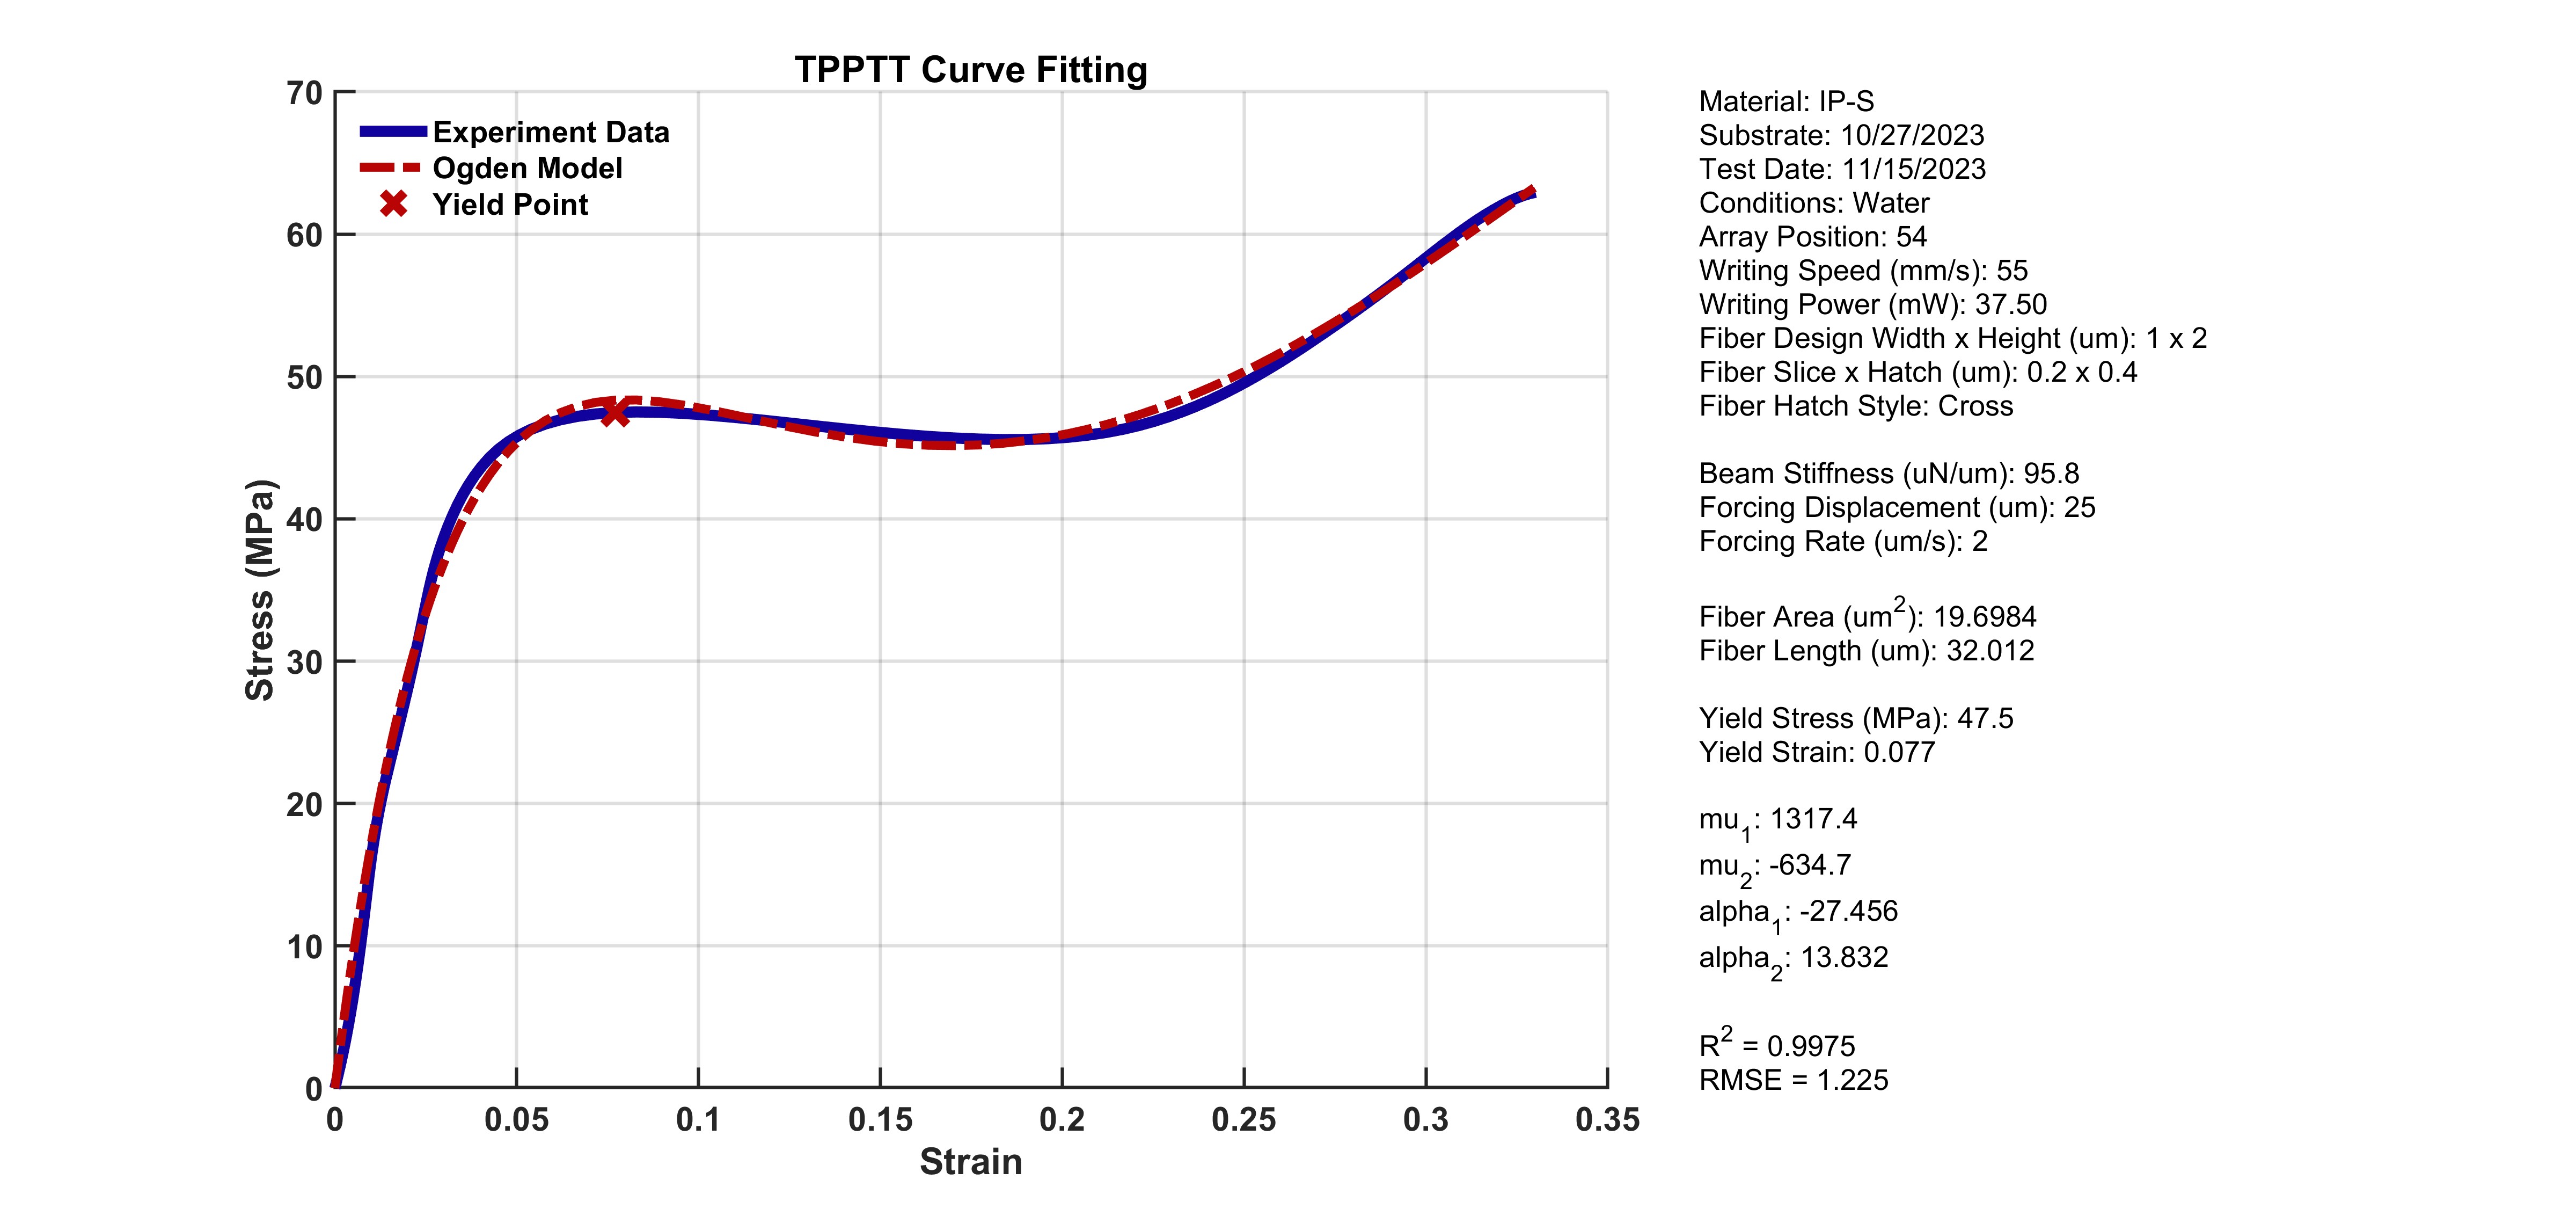 TPPTT Curve Fitting
70
60
50
40
30
20
10
0
Stress (MPa)
Experiment Data
Ogden Model
Yield Point
0 0.05 0.1 0.15 0.2 0.25 0.3 0.35
Strain
Material: IP-S
Substrate: 10/27/2023
Test Date: 11/15/2023
Conditions: Water
Array Position: 54
Writing Speed (mm/s): 55
Writing Power (mW): 37.50
Fiber Design Width x Height (um): 1 x 2
Fiber Slice x Hatch (um): 0.2 x 0.4
Fiber Hatch Style: Cross
Beam Stiffness (uN/um): 95.8
Forcing Displacement (um): 25
Forcing Rate (um/s): 2
Fiber Area (um²): 19.6984
Fiber Length (um): 32.012
Yield Stress (MPa): 47.5
Yield Strain: 0.077
mu₁: 1317.4
mu₂: -634.7
alpha₁: -27.456
alpha₂: 13.832
R² = 0.9975
RMSE = 1.225